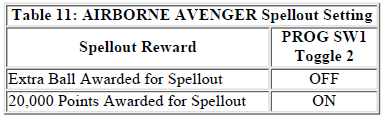 Table 11: AIRBORNE AVENGER Spellout Setting
Spellout Reward PROG SW1
Toggle 2
Extra Ball Awarded for Spellout OFF
20,000 Points Awarded for Spellout ON